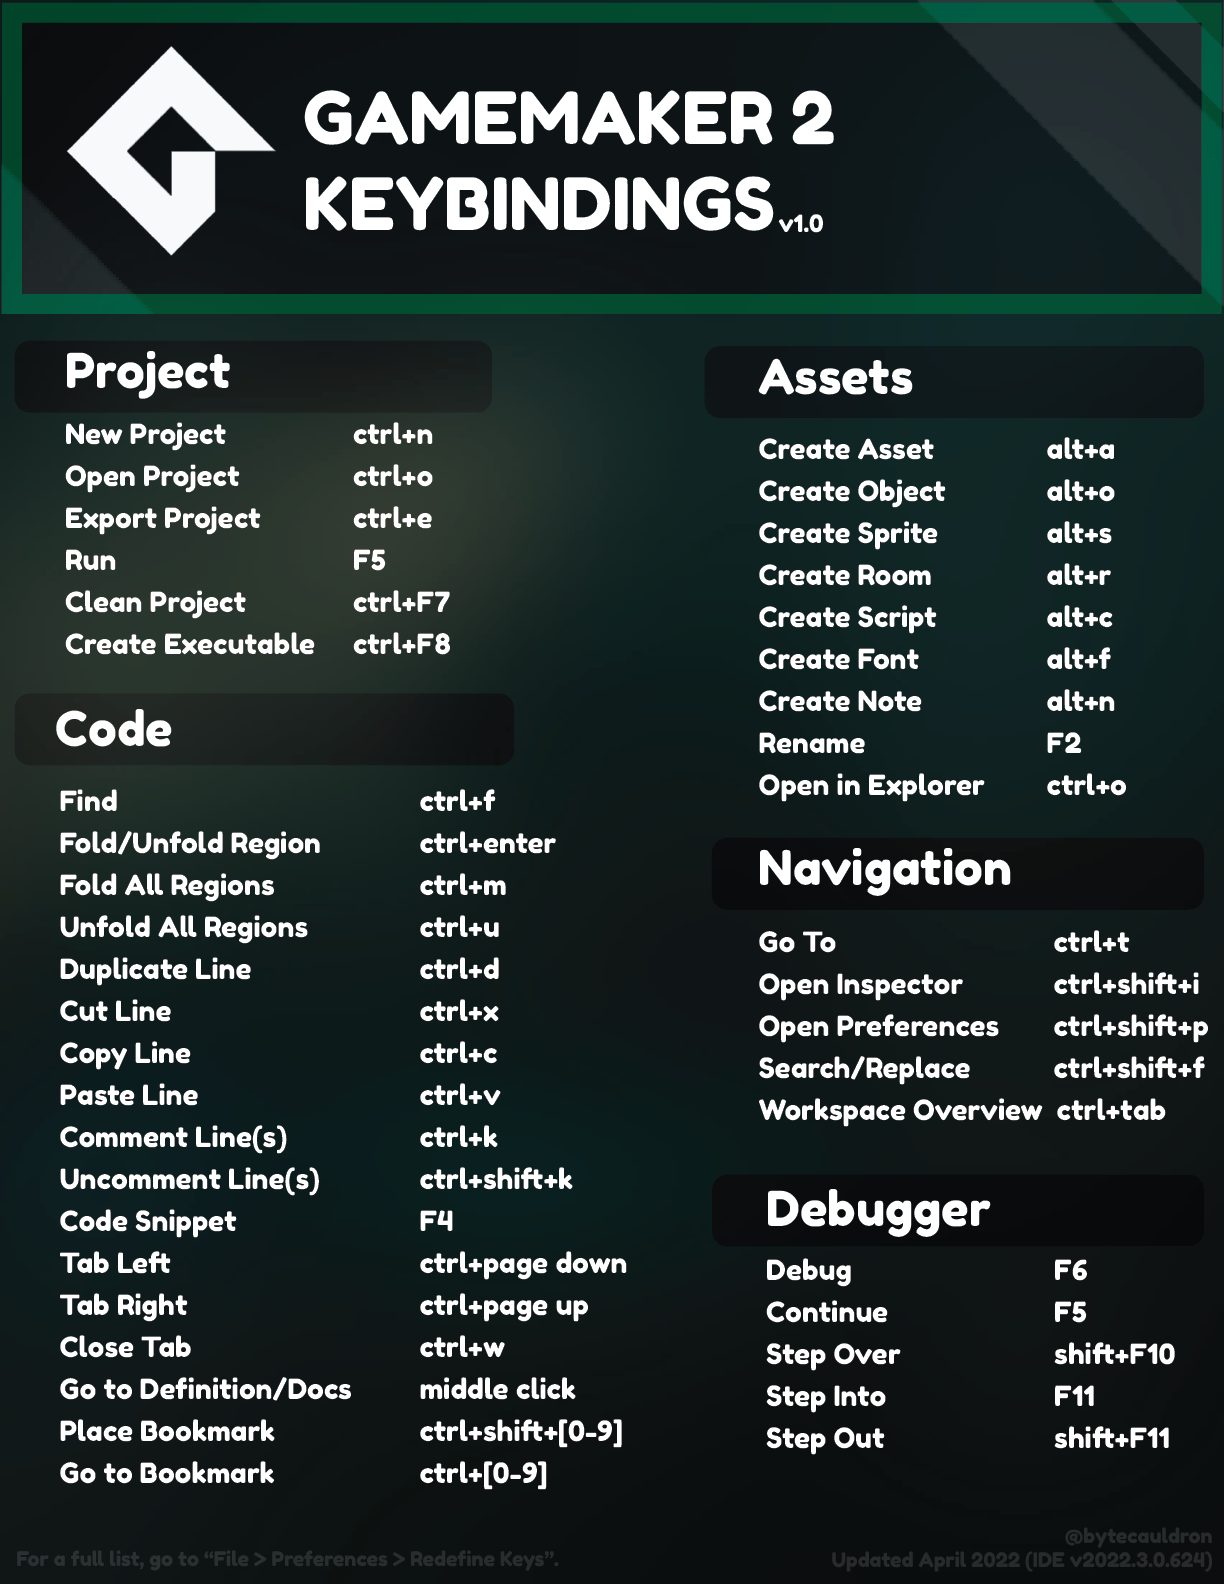 GAMEMAKER 2
KEYBINDINGS v1.0
Project
New Project ctrl+n
Open Project ctrl+o
Export Project ctrl+e
Run F5
Clean Project ctrl+F7
Create Executable ctrl+F8
Code
Find ctrl+f
Fold/Unfold Region ctrl+enter
Fold All Regions ctrl+m
Unfold All Regions ctrl+u
Duplicate Line ctrl+d
Cut Line ctrl+x
Copy Line ctrl+c
Paste Line ctrl+v
Comment Line(s) ctrl+k
Uncomment Line(s) ctrl+shift+k
Code Snippet F4
Tab Left ctrl+page down
Tab Right ctrl+page up
Close Tab ctrl+w
Go to Definition/Docs middle click
Place Bookmark ctrl+shift+[0-9]
Go to Bookmark ctrl+[0-9]
Assets
Create Asset alt+a
Create Object alt+o
Create Sprite alt+s
Create Room alt+r
Create Script alt+c
Create Font alt+f
Create Note alt+n
Rename F2
Open in Explorer ctrl+o
Navigation
Go To ctrl+t
Open Inspector ctrl+shift+i
Open Preferences ctrl+shift+p
Search/Replace ctrl+shift+f
Workspace Overview ctrl+tab
Debugger
Debug F6
Continue F5
Step Over shift+F10
Step Into F11
Step Out shift+F11
For a full list, go to “File > Preferences > Redefine Keys”.
@bytecauldron
Updated April 2022 (IDE v2022.3.0.624)